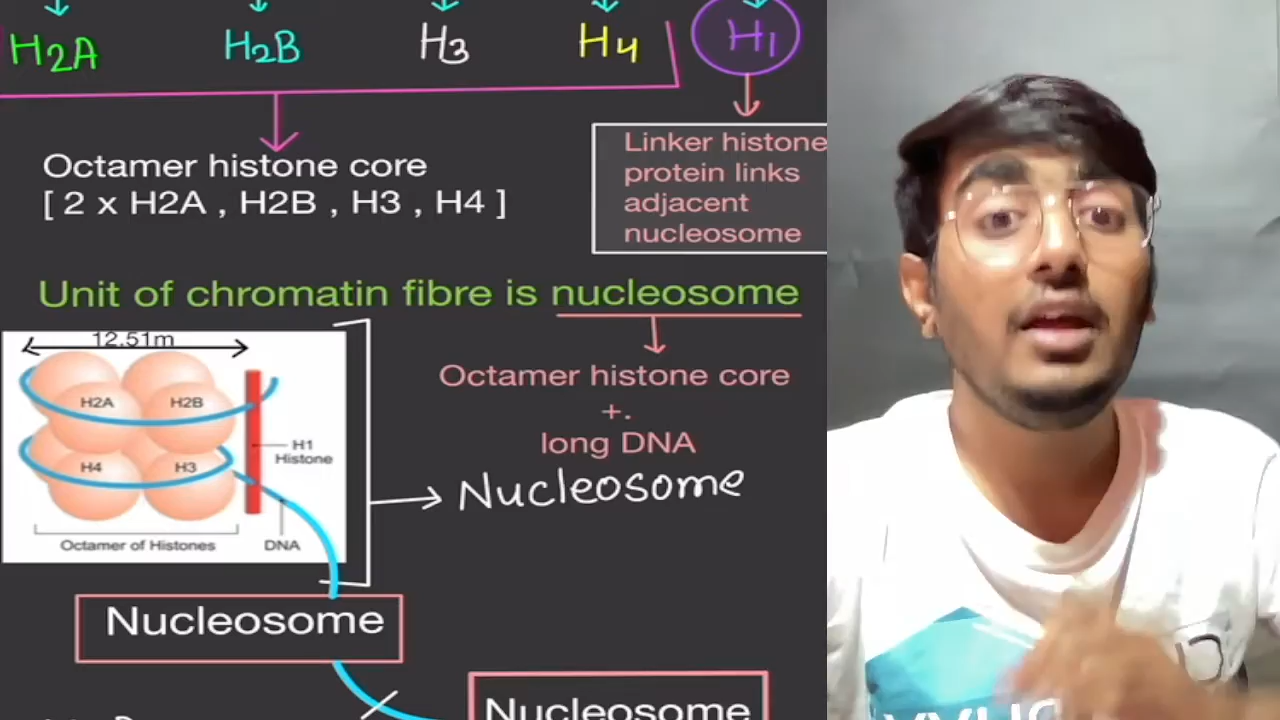 H2A H2B H3 H4 H1
Octamer histone core
[ 2 x H2A , H2B , H3 , H4 ]
Linker histone
protein links
adjacent
nucleosome
Unit of chromatin fibre is nucleosome
12.51m
H2A H2B
H4 H3
H1
Histone
Octamer of Histones DNA
Octamer histone core
+.
long DNA
Nucleosome
Nucleosome
Nucleosome